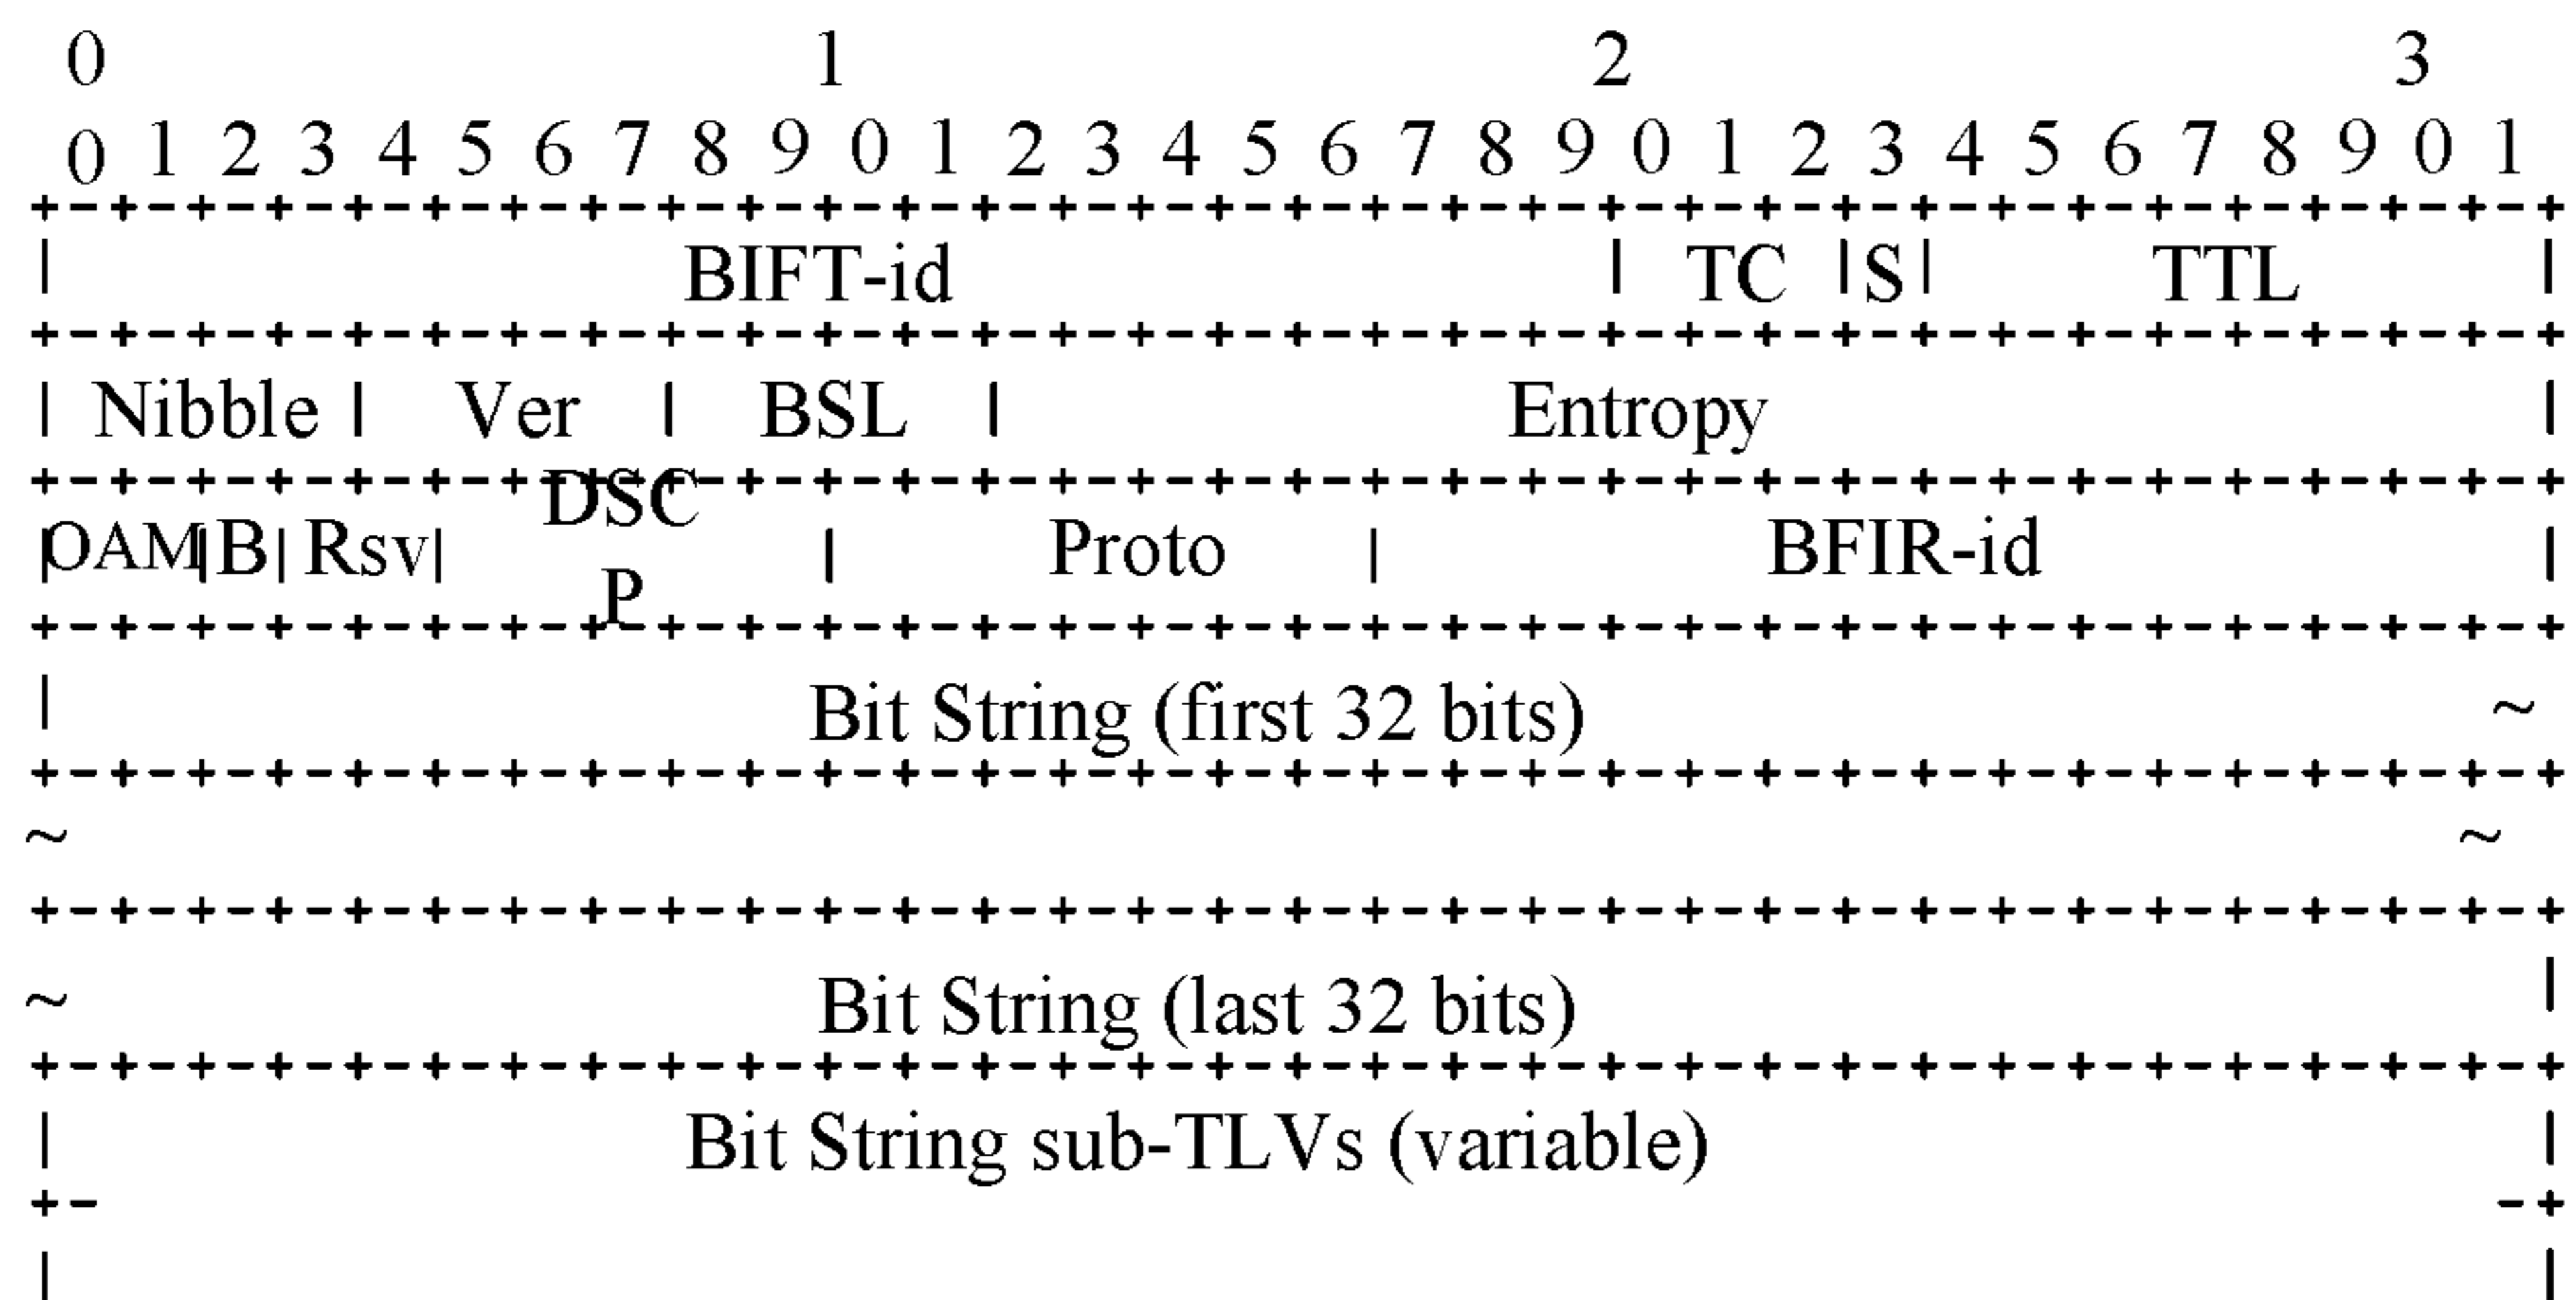 0 1 2 3
0 1 2 3 4 5 6 7 8 9 0 1 2 3 4 5 6 7 8 9 0 1 2 3 4 5 6 7 8 9 0 1
+-+-+-+-+-+-+-+-+-+-+-+-+-+-+-+-+-+-+-+-+-+-+-+-+-+-+-+-+-+-+-+-+
| BIFT-id | TC |S| TTL |
+-+-+-+-+-+-+-+-+-+-+-+-+-+-+-+-+-+-+-+-+-+-+-+-+-+-+-+-+-+-+-+-+
| Nibble | Ver | BSL | Entropy |
+-+-+-+-+-+-+-+-+-+-+-+-+-+-+-+-+-+-+-+-+-+-+-+-+-+-+-+-+-+-+-+-+
|OAM|B| Rsv| DSCP | Proto | BFIR-id |
+-+-+-+-+-+-+-+-+-+-+-+-+-+-+-+-+-+-+-+-+-+-+-+-+-+-+-+-+-+-+-+-+
| Bit String (first 32 bits) ~
+-+-+-+-+-+-+-+-+-+-+-+-+-+-+-+-+-+-+-+-+-+-+-+-+-+-+-+-+-+-+-+-+
~ ~
+-+-+-+-+-+-+-+-+-+-+-+-+-+-+-+-+-+-+-+-+-+-+-+-+-+-+-+-+-+-+-+-+
~ Bit String (last 32 bits) |
+-+-+-+-+-+-+-+-+-+-+-+-+-+-+-+-+-+-+-+-+-+-+-+-+-+-+-+-+-+-+-+-+
| Bit String sub-TLVs (variable) |
+- -+
| |